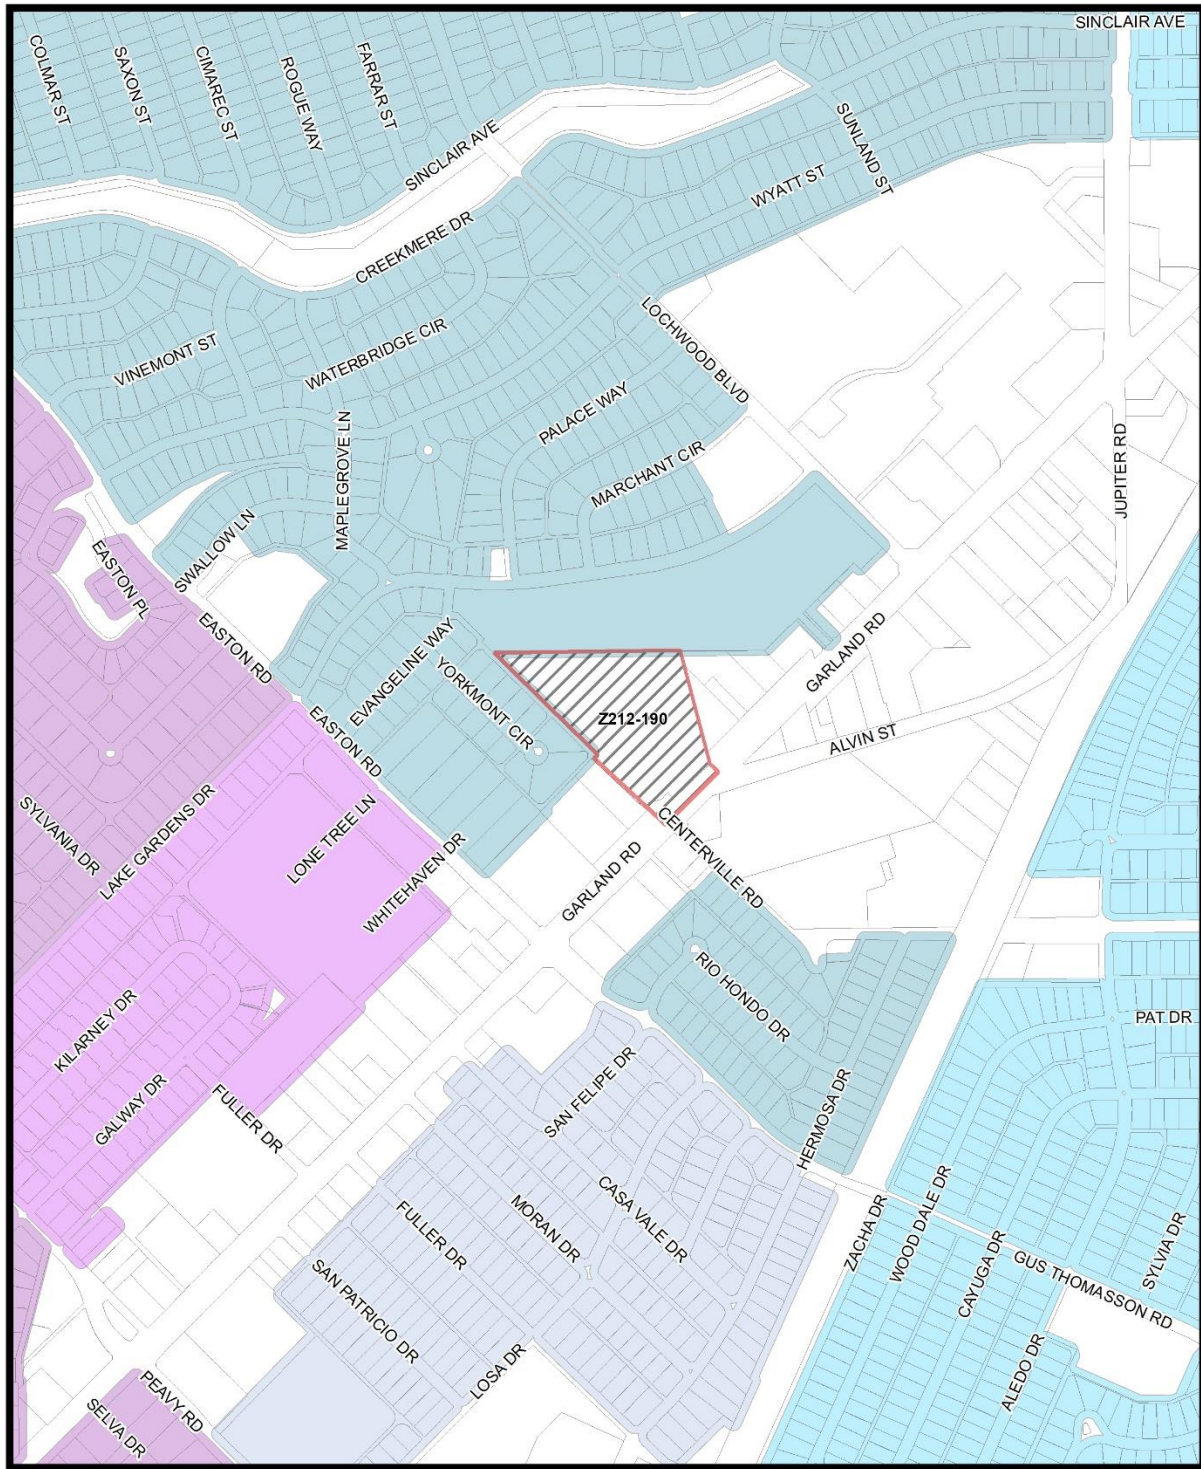 SINCLAIR AVE
COLMAR ST
SAXON ST
CIMAREC ST
ROGUE WAY
FARRAR ST
SINCLAIR AVE
SUNLAND ST
WYATT ST
CREEKMERE DR
LOCHWOOD BLVD
VINEMONT ST
WATERBRIDGE CIR
PALACE WAY
MAPLEGROVE LN
MARCHANT CIR
JUPITER RD
SWALLOW LN
EASTON PL
EASTON RD
EVANGELINE WAY
YORKMONT CIR
GARLAND RD
Z212-190
EASTON RD
ALVIN ST
SYLVANIA DR
LAKE GARDENS DR
LONE TREE LN
WHITEHAVEN DR
CENTERVILLE RD
GARLAND RD
RIO HONDO DR
KILARNEY DR
PAT DR
GALWAY DR
FULLER DR
SAN FELIPE DR
HERMOSA DR
CASA VALE DR
MORAN DR
FULLER DR
ZACHA DR
WOOD DALE DR
CAYUGA DR
SYLVIA DR
GUS THOMASSON RD
SAN PATRICIO DR
LOSA DR
ALEDO DR
PEAVY RD
SELVA DR